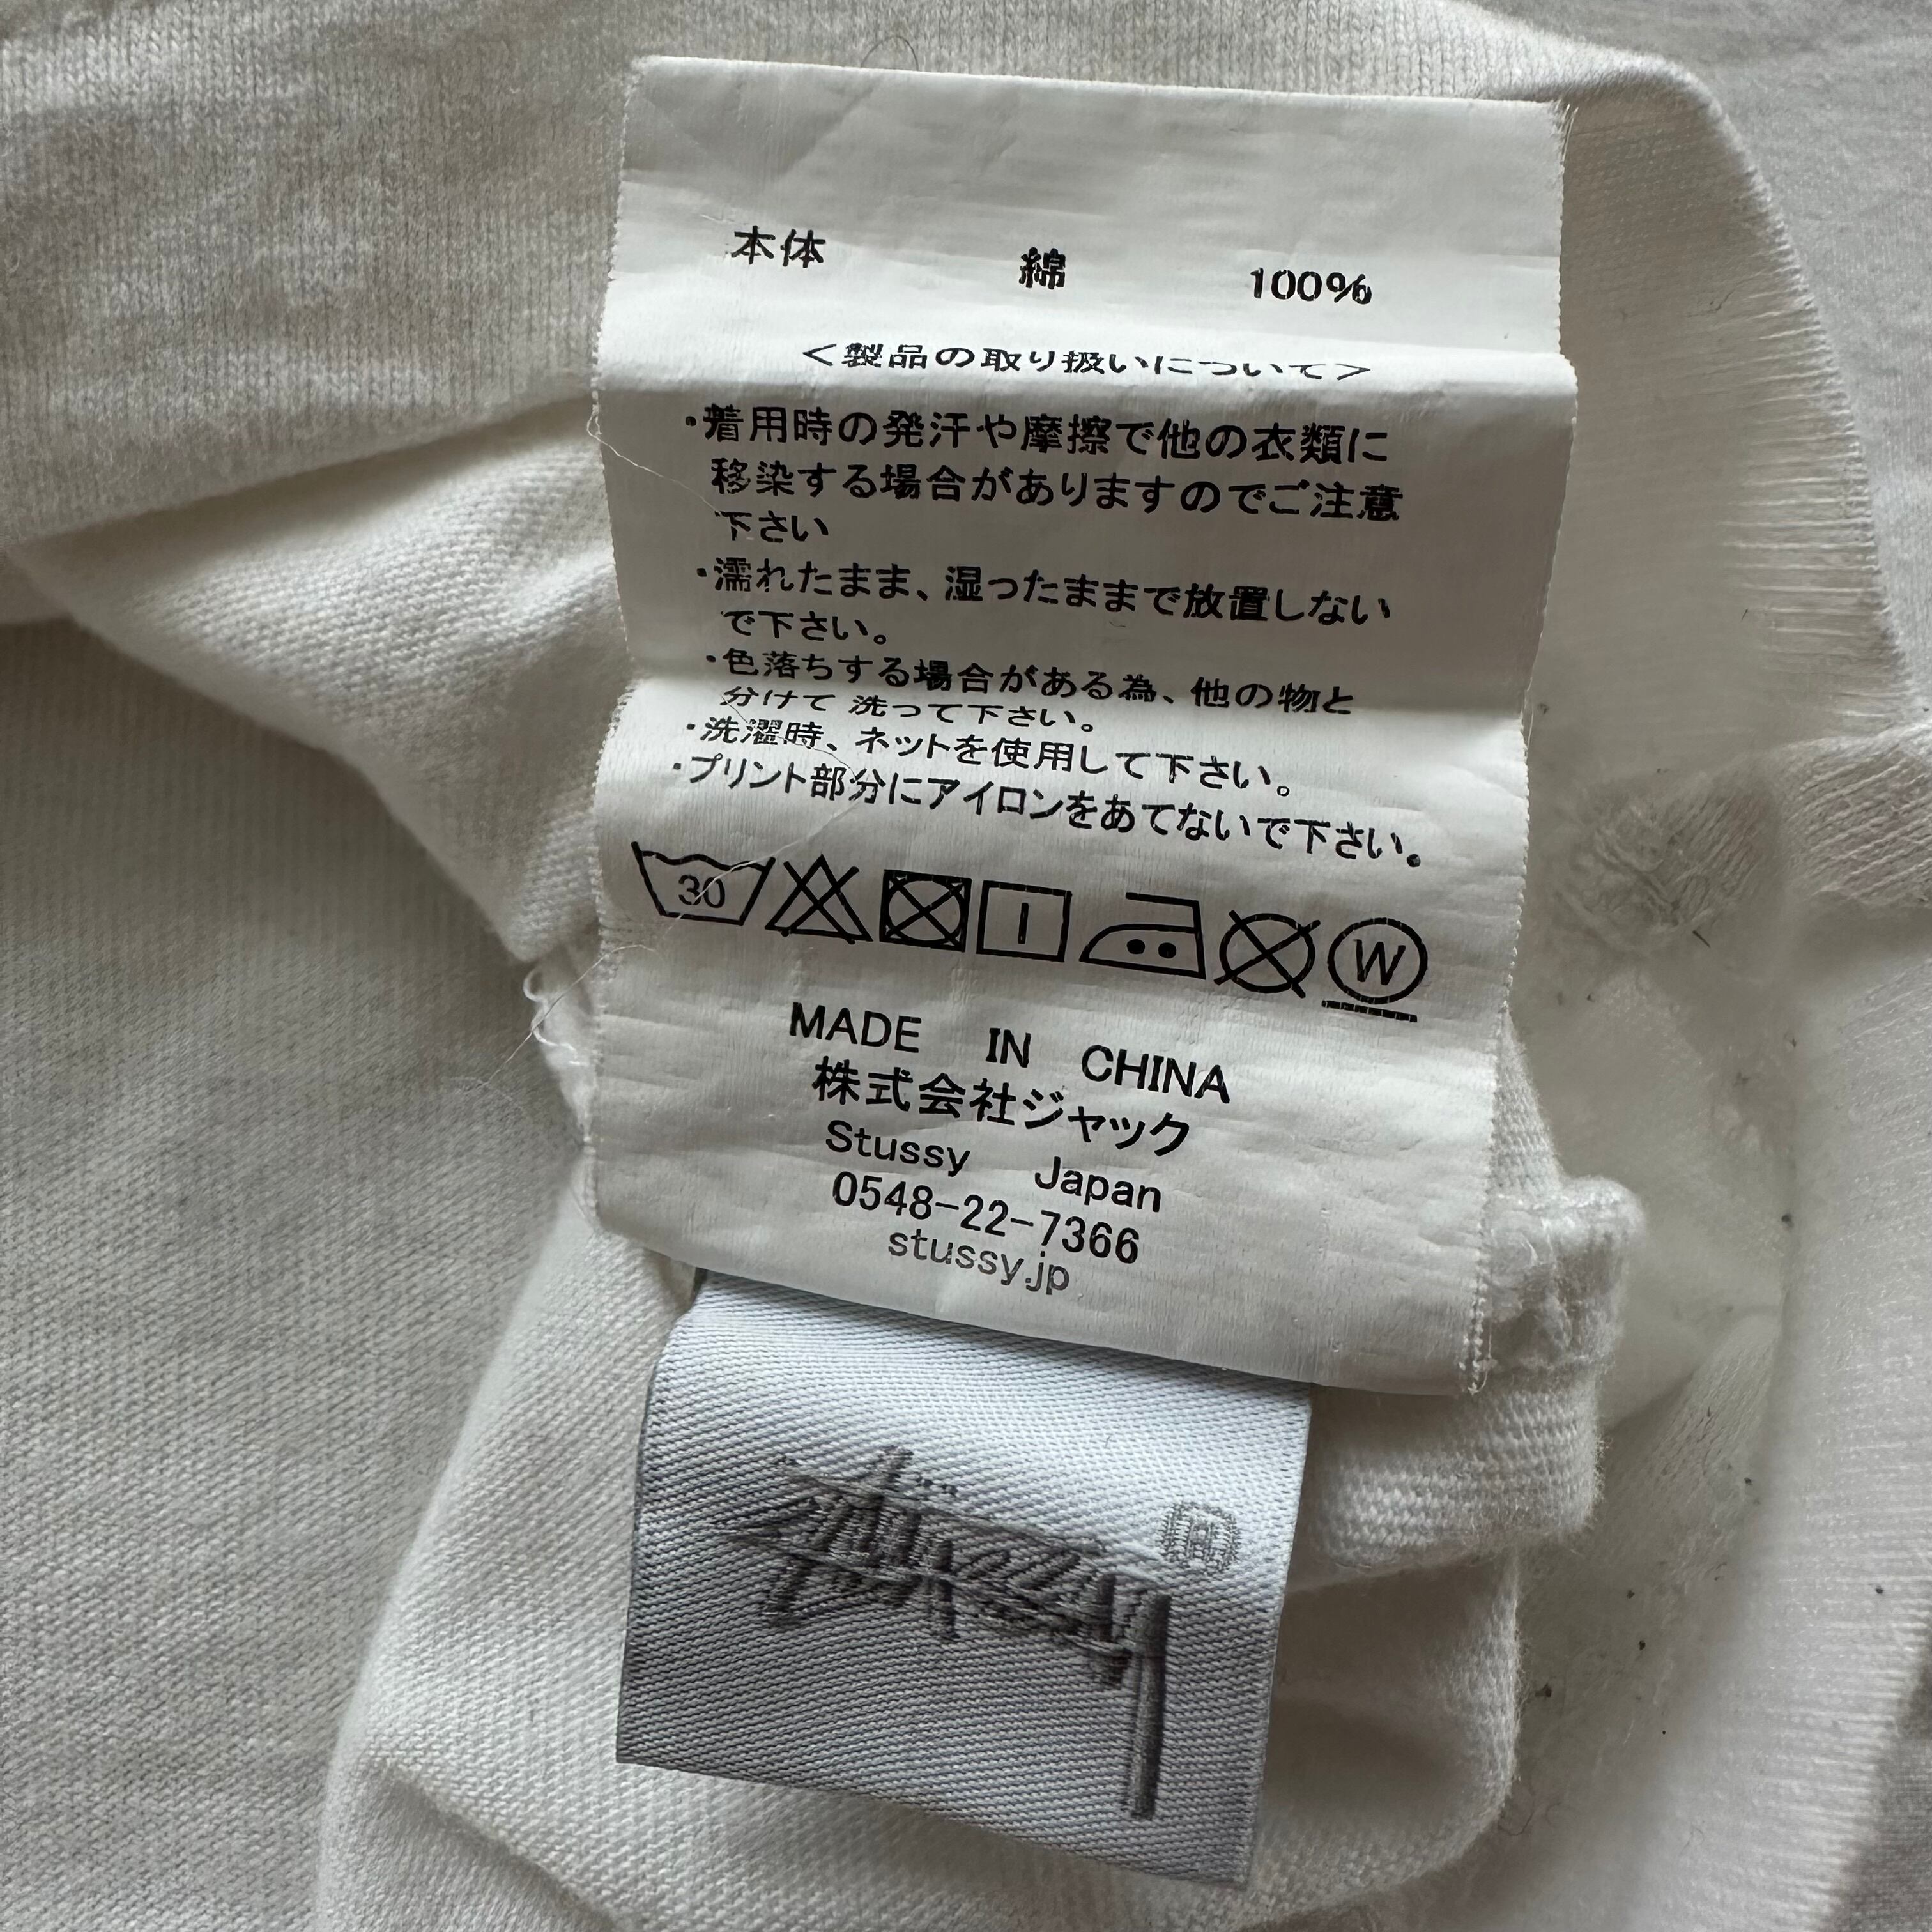 本体 綿 100%
<製品の取り扱いについて>
・着用時の発汗や摩擦で他の衣類に
移染する場合がありますのでご注意
下さい
・濡れたまま、湿ったままで放置しない
で下さい。
・色落ちする場合がある為、他の物と
分けて 洗って下さい。
・洗濯時、ネットを使用して下さい。
・プリント部分にアイロンをあてないで下さい。
30
W
MADE IN CHINA
株式会社ジャック
Stussy Japan
0548-22-7366
stussy.jp
Stüssy
®